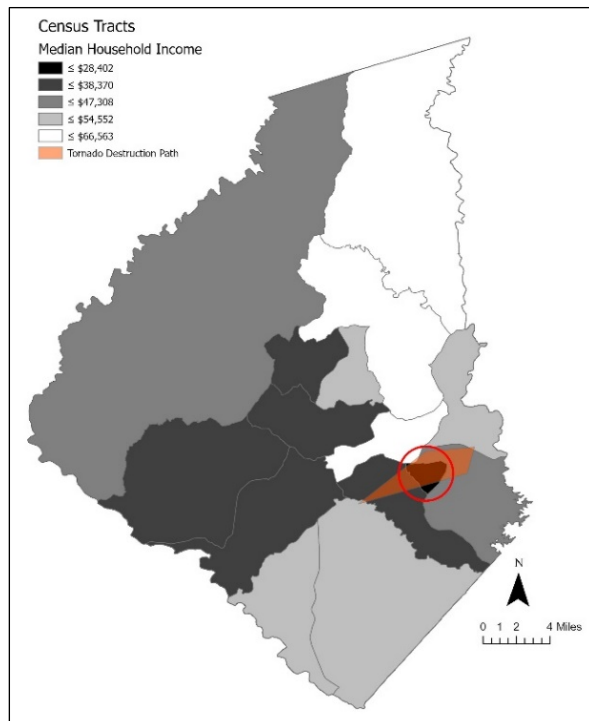 Census Tracts
Median Household Income
≤ $28,402
≤ $38,370
≤ $47,308
≤ $54,552
≤ $66,563
Tornado Destruction Path
N
0 1 2 4 Miles